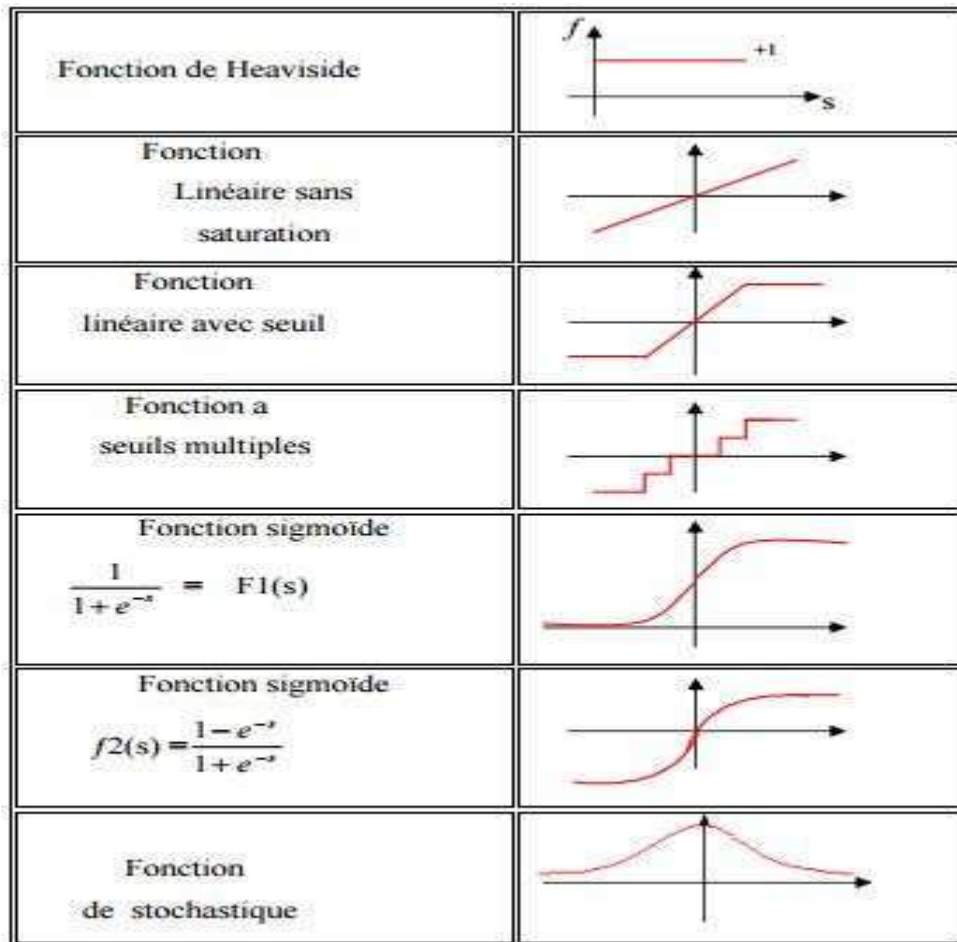 Fonction de Heaviside
f
+1
s
Fonction
Linéaire sans
saturation
Fonction
linéaire avec seuil
Fonction a
seuils multiples
Fonction sigmoïde
1 / (1 + e^{-s}) = F1(s)
Fonction sigmoïde
f2(s) = (1 - e^{-s}) / (1 + e^{-s})
Fonction
de stochastique